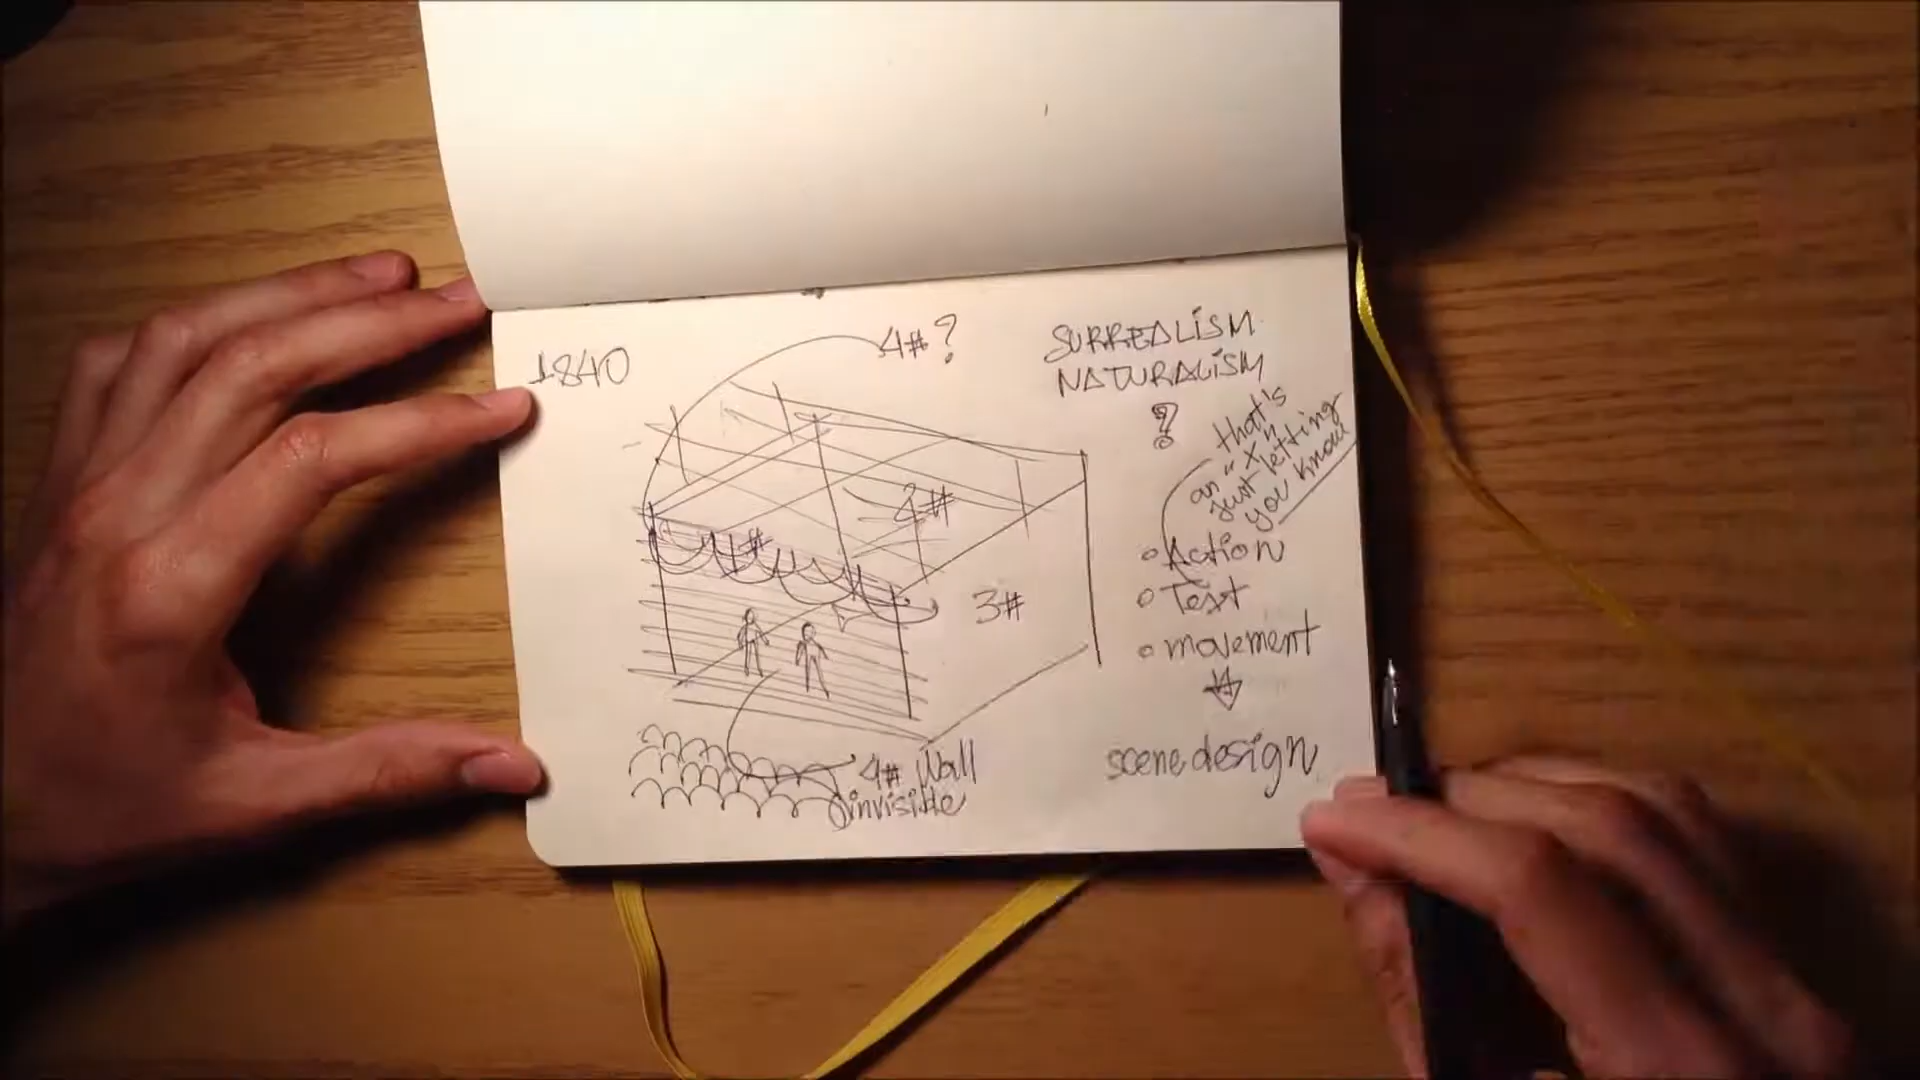 1840
4#?
SURREALISM
NATURALISM
?
that's
an "x"
just letting
you know
2#
3#
• Action
• Text
• movement
scene design
4# Wall
invisible